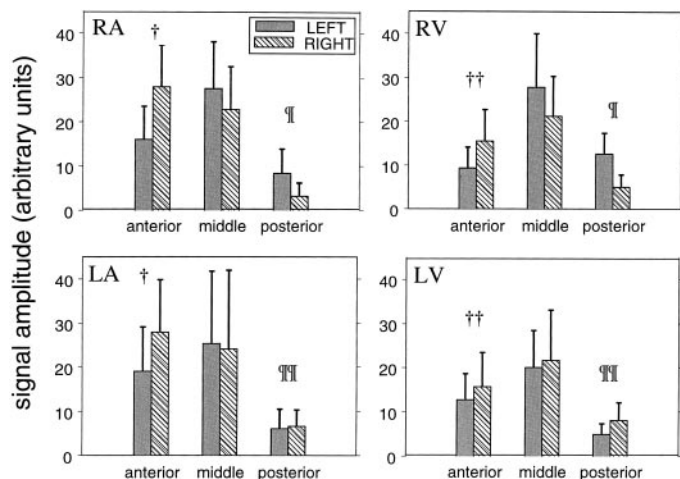 signal amplitude (arbitrary units)
RA
†
LEFT
RIGHT
¶
40
30
20
10
0
anterior middle posterior
RV
††
¶
40
30
20
10
0
anterior middle posterior
LA
†
¶¶
40
30
20
10
0
anterior middle posterior
LV
††
¶¶
40
30
20
10
0
anterior middle posterior